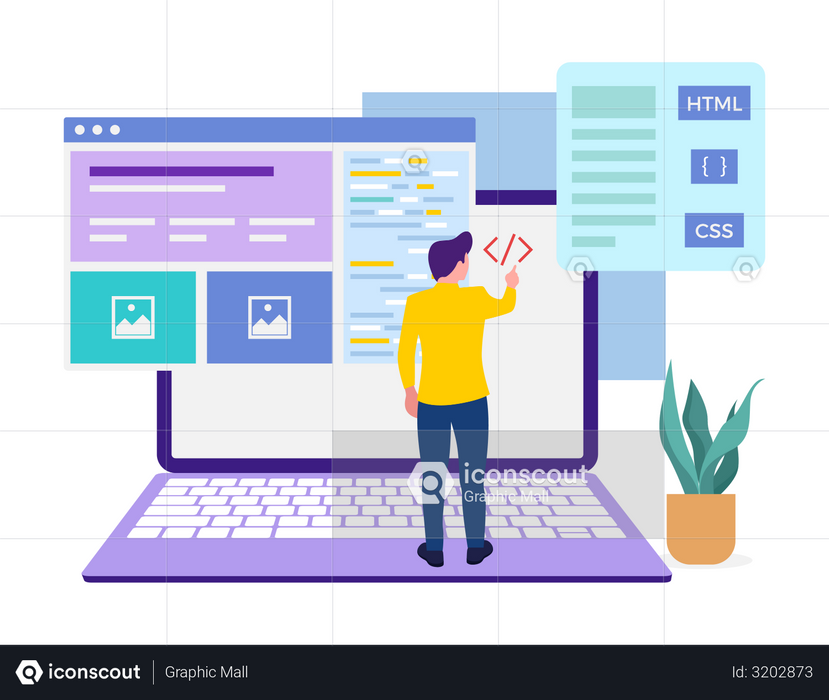 HTML
{ }
CSS
</>
iconscout
Graphic Mall
iconscout
Graphic Mall
Id: 3202873